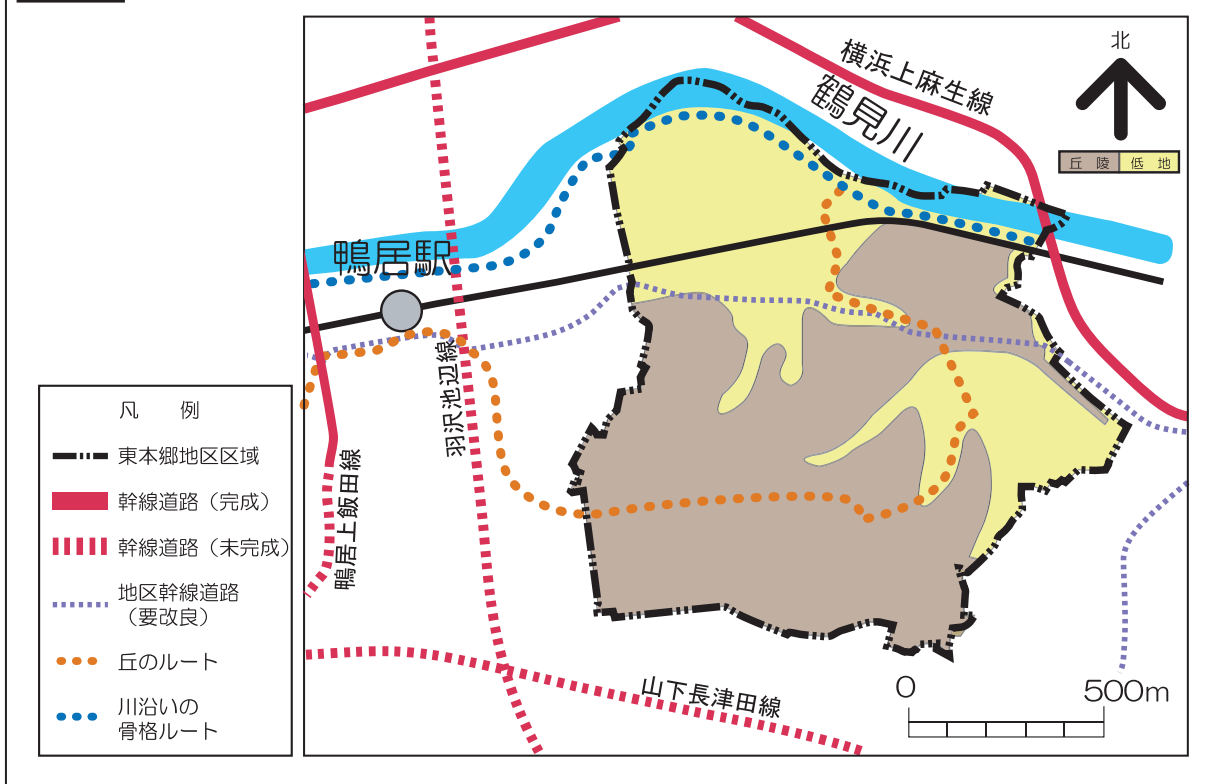 北
丘陵 低地
横浜上麻生線
鶴見川
鴨居駅
羽沢池辺線
鴨居上飯田線
山下長津田線
0 500m
凡 例
東本郷地区区域
幹線道路（完成）
幹線道路（未完成）
地区幹線道路
（要改良）
丘のルート
川沿いの
骨格ルート